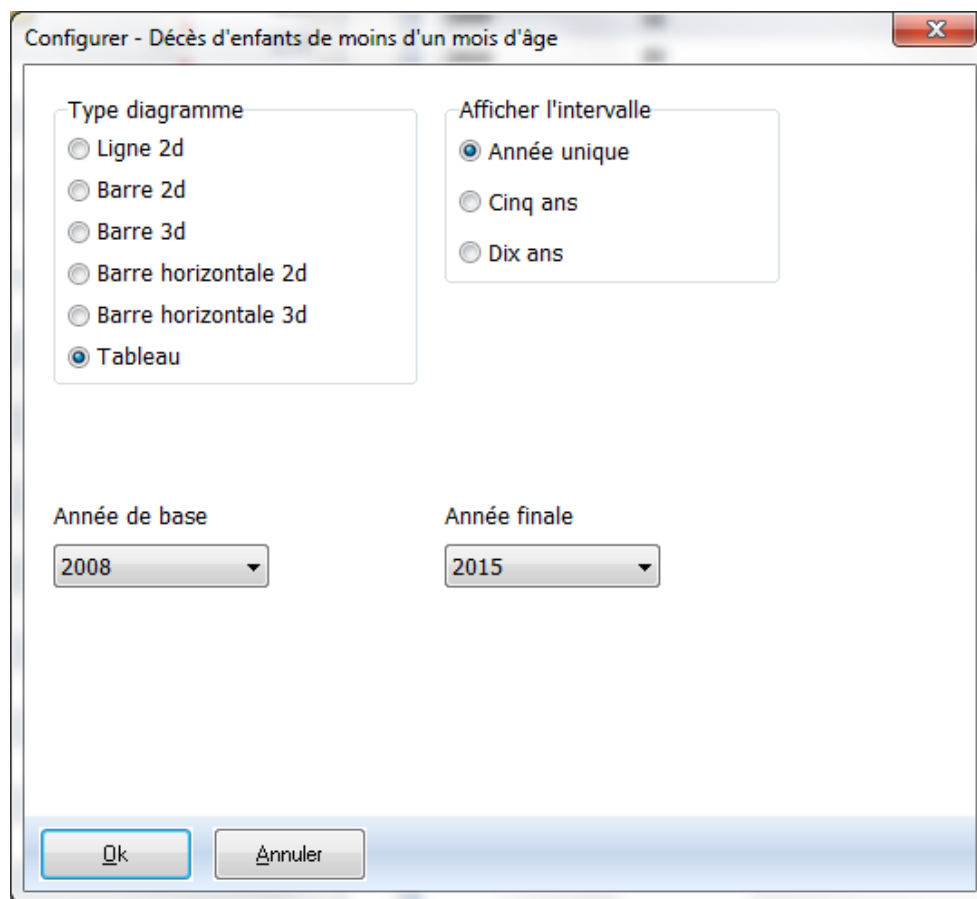 Configurer - Décès d'enfants de moins d'un mois d'âge
Type diagramme
Ligne 2d
Barre 2d
Barre 3d
Barre horizontale 2d
Barre horizontale 3d
Tableau
Afficher l'intervalle
Année unique
Cinq ans
Dix ans
Année de base
2008
Année finale
2015
Ok
Annuler